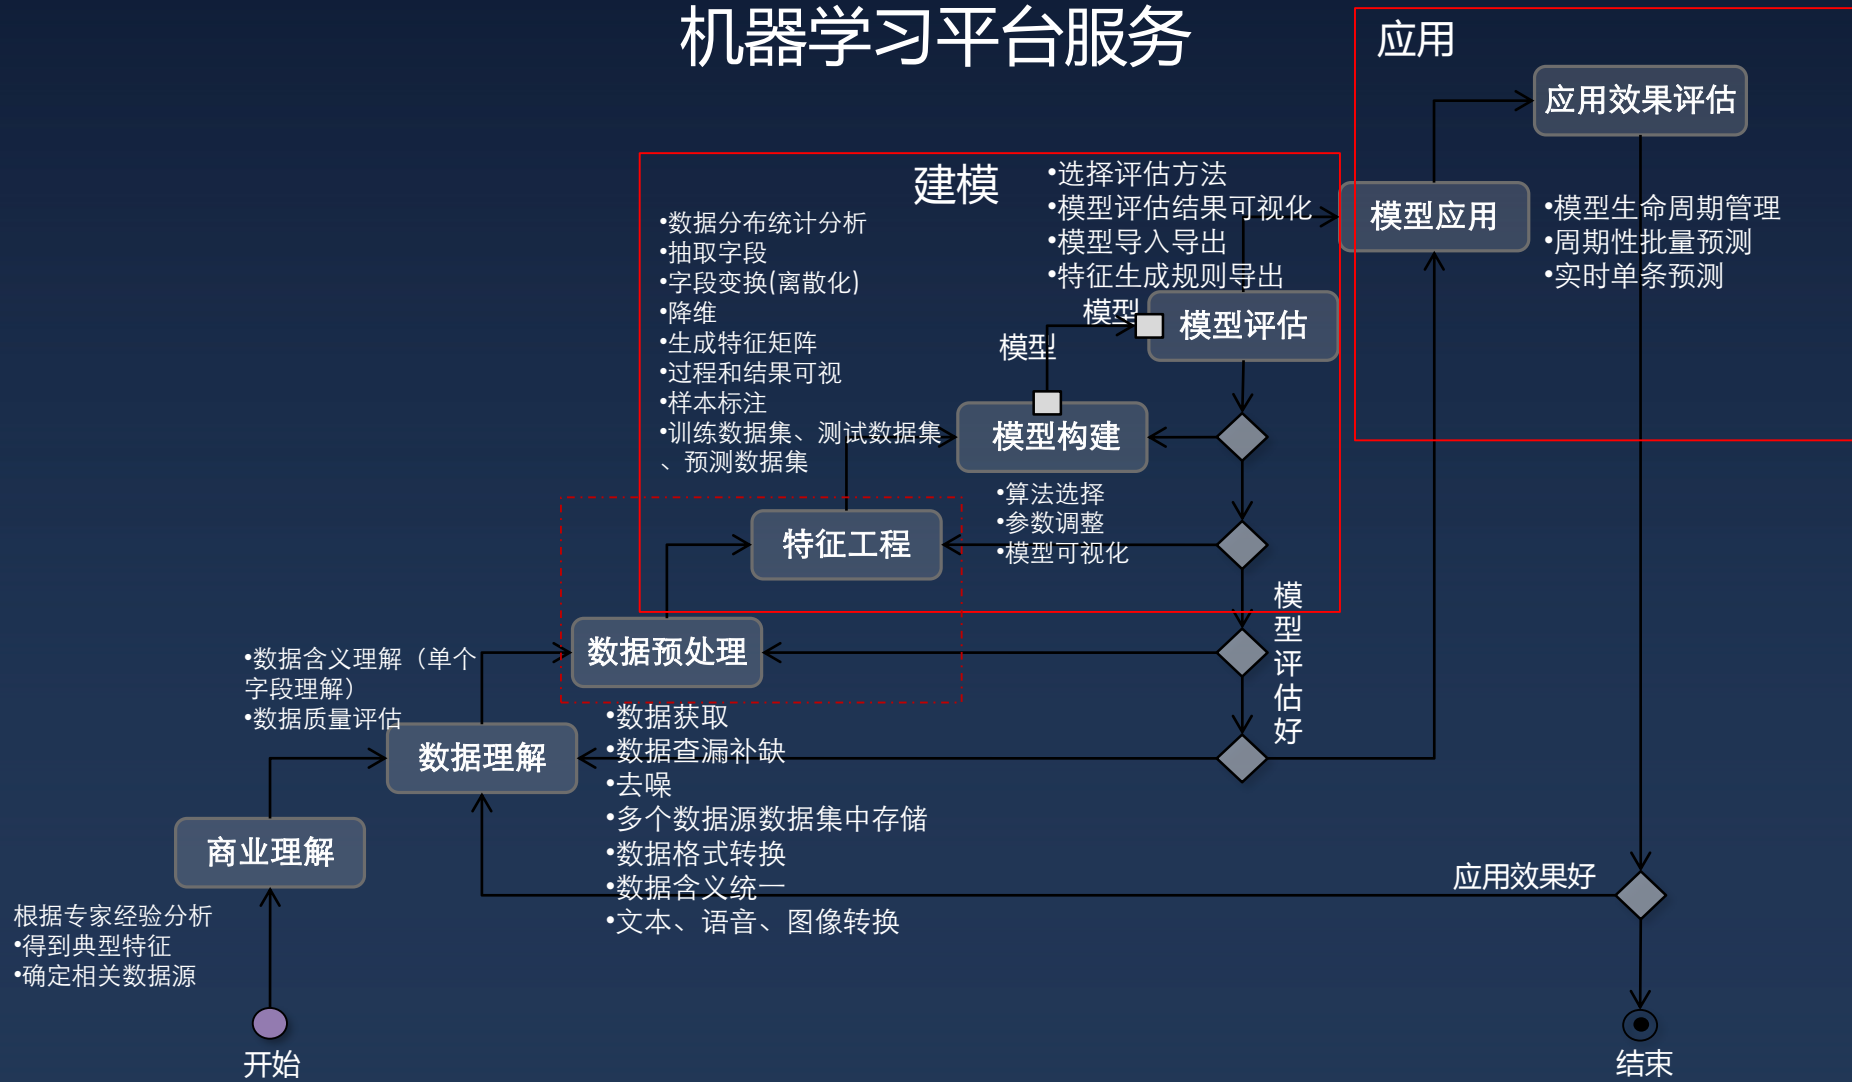 机器学习平台服务
应用
应用效果评估
建模
•选择评估方法
•模型评估结果可视化
•模型导入导出
•特征生成规则导出
模型应用
•模型生命周期管理
•周期性批量预测
•实时单条预测
•数据分布统计分析
•抽取字段
•字段变换(离散化)
•降维
•生成特征矩阵
•过程和结果可视
•样本标注
•训练数据集、测试数据集
、预测数据集
模型
模型
模型评估
模型构建
•算法选择
•参数调整
•模型可视化
特征工程
模
型
评
估
好
数据预处理
•数据含义理解（单个
字段理解）
•数据质量评估
数据理解
•数据获取
•数据查漏补缺
•去噪
•多个数据源数据集中存储
•数据格式转换
•数据含义统一
•文本、语音、图像转换
商业理解
应用效果好
根据专家经验分析
•得到典型特征
•确定相关数据源
开始
结束